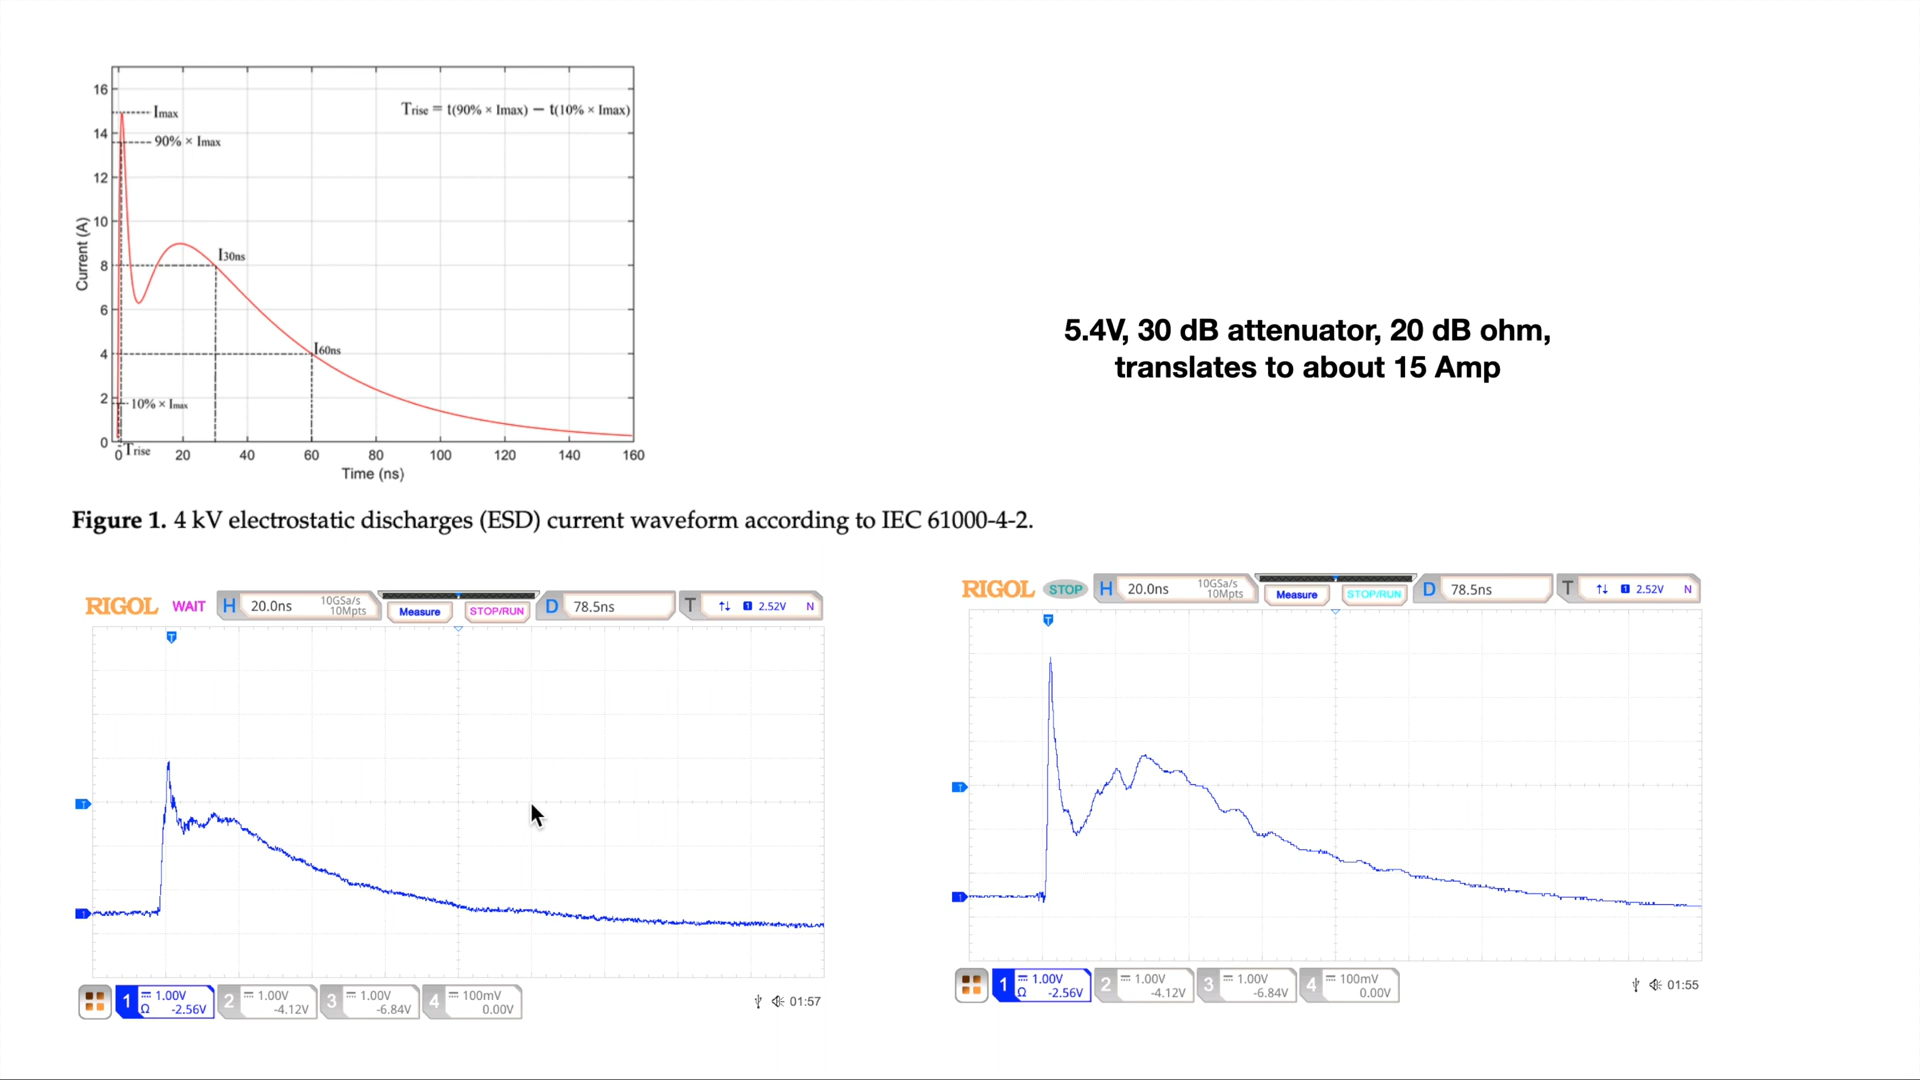 Trise = t(90% × Imax) − t(10% × Imax)
16
Imax
14
90% × Imax
12
10
I30ns
8
6
4
I60ns
2
10% × Imax
0
Current (A)
0 Trise 20 40 60 80 100 120 140 160
Time (ns)
5.4V, 30 dB attenuator, 20 dB ohm,
translates to about 15 Amp
Figure 1. 4 kV electrostatic discharges (ESD) current waveform according to IEC 61000-4-2.
RIGOL WAIT H 20.0ns 10GSa/s 10Mpts Measure STOP/RUN D 78.5ns T 1 2.52V N
T
T
1
1 1.00V Ω -2.56V 2 1.00V -4.12V 3 1.00V -6.84V 4 100mV 0.00V 01:57
RIGOL STOP H 20.0ns 10GSa/s 10Mpts Measure STOP/RUN D 78.5ns T 1 2.52V N
T
T
1
1 1.00V Ω -2.56V 2 1.00V -4.12V 3 1.00V -6.84V 4 100mV 0.00V 01:55